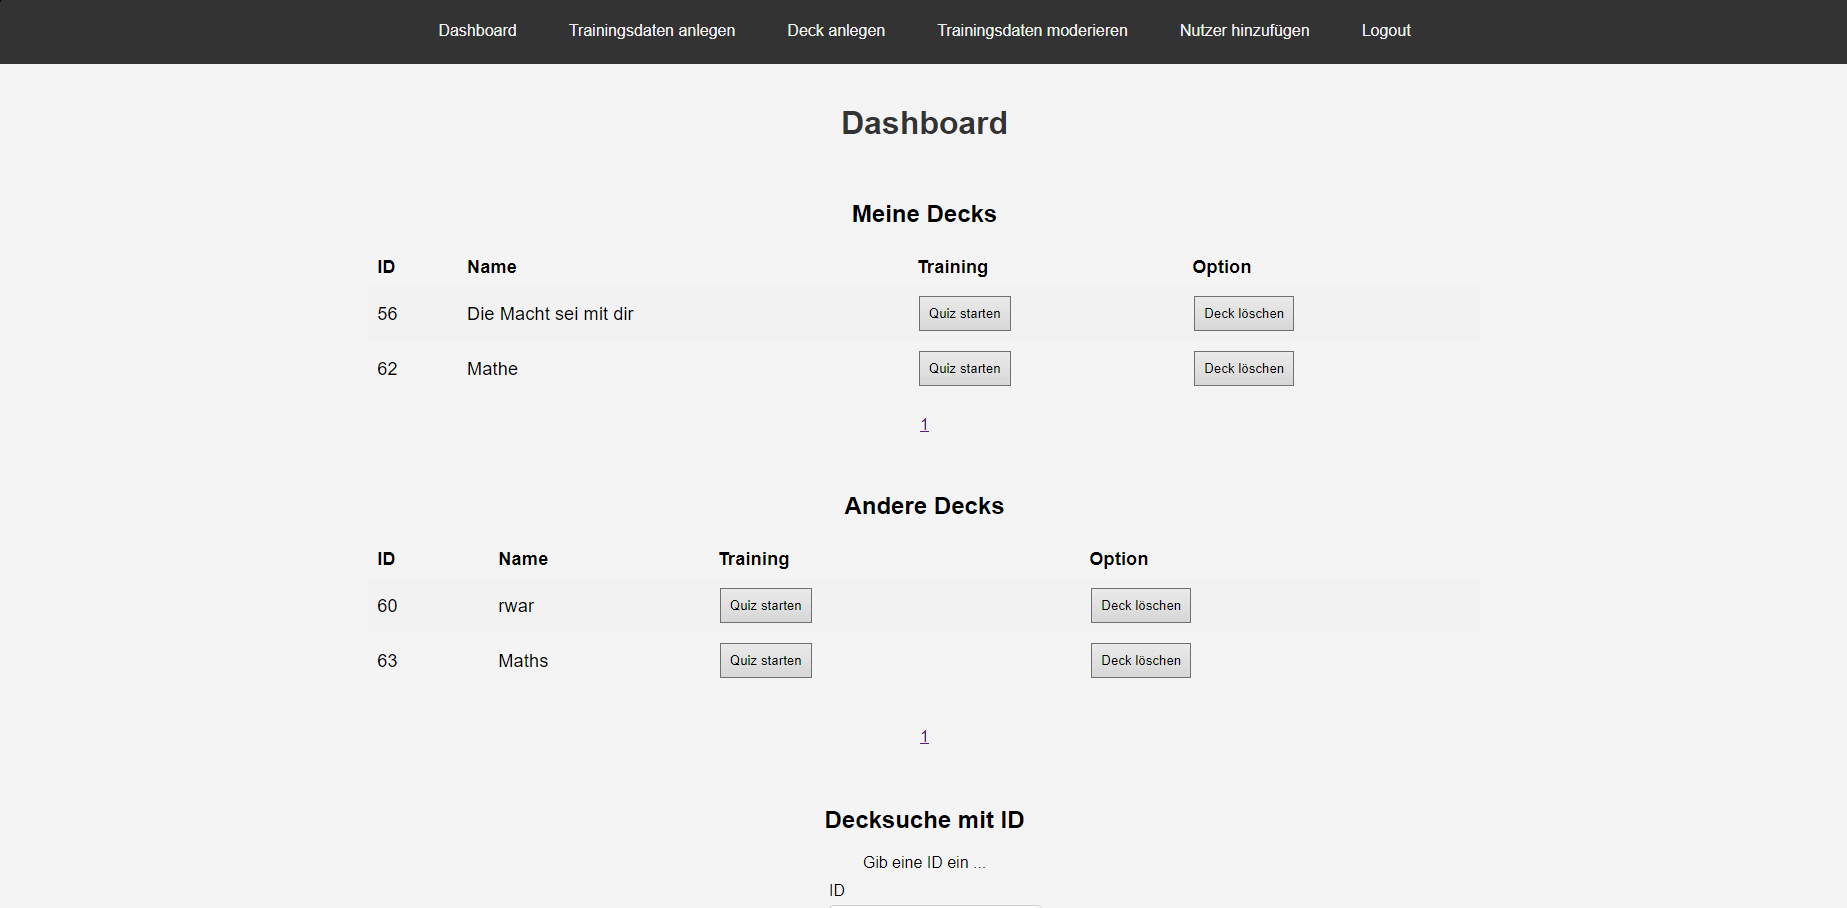 Dashboard Trainingsdaten anlegen Deck anlegen Trainingsdaten moderieren Nutzer hinzufügen Logout
Dashboard
Meine Decks
ID Name Training Option
56 Die Macht sei mit dir Quiz starten Deck löschen
62 Mathe Quiz starten Deck löschen
1
Andere Decks
ID Name Training Option
60 rwar Quiz starten Deck löschen
63 Maths Quiz starten Deck löschen
1
Decksuche mit ID
Gib eine ID ein ...
ID